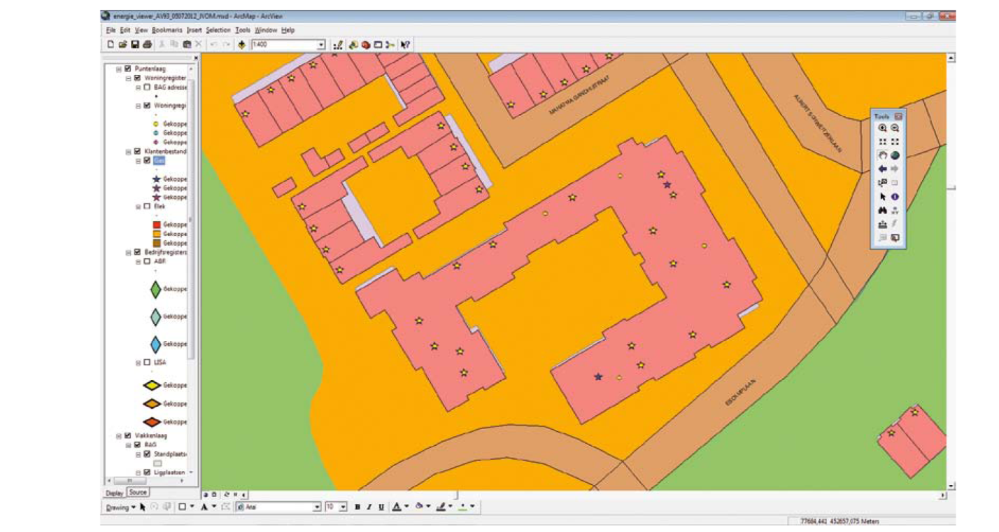 energie_viewer_AV93_05072012_IVOM.mxd - ArcMap - ArcView
File Edit View Bookmarks Insert Selection Tools Window Help
1:400
Puntenlaag
Woningregister
BAG adresse
Woningregi
Gekoppe
Gekoppe
Gekoppe
Klantenbestand
Gas
Gekoppe
Gekoppe
Gekoppe
Elek
Gekoppe
Gekoppe
Gekoppe
Bedrijfsregisters
ABR
Gekoppe
Gekoppe
Gekoppe
LISA
Gekoppe
Gekoppe
Gekoppe
Vlakkenlaag
BAG
Standplaats
Ligplaatsen
Display Source
MAHATMA GANDHISTRAAT
ALBERT SCHWEITZERLAAN
ESCAMPLAAN
Tools
Drawing
A
Arial
10
B I U A
77684,441 452657,075 Meters